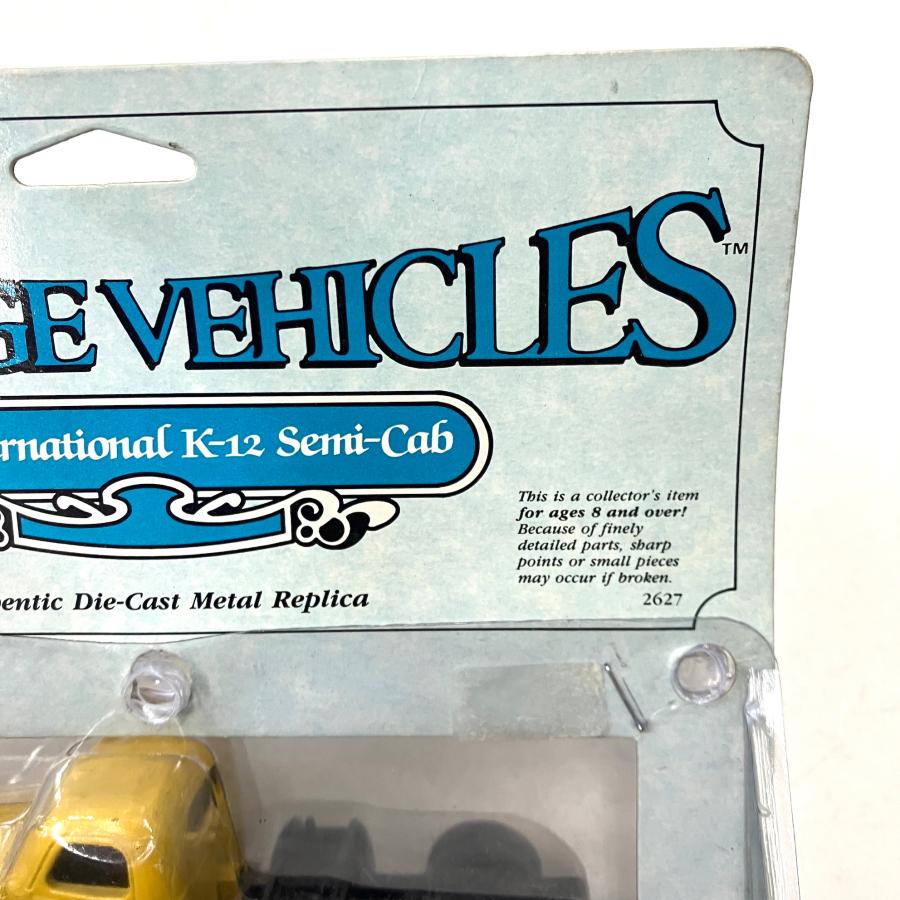 GE VEHICLES™
rnational K-12 Semi-Cab
This is a collector's item
for ages 8 and over!
Because of finely
detailed parts, sharp
points or small pieces
may occur if broken.
2627
entic Die-Cast Metal Replica